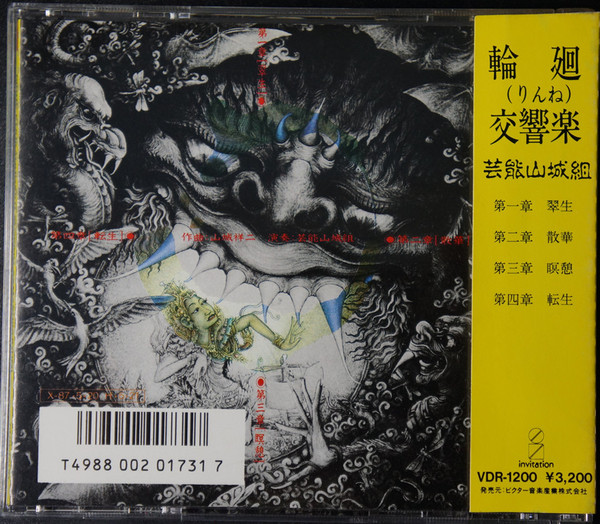 輪廻
(りんね)
交響楽
芸能山城組
第一章 翠生
第二章 散華
第三章 瞑憩
第四章 転生
invitation
VDR-1200 ¥3,200
発売元：ビクター音楽産業株式会社
作曲 山城祥二 演奏 芸能山城組
●第三章
T4988 002 01731 7